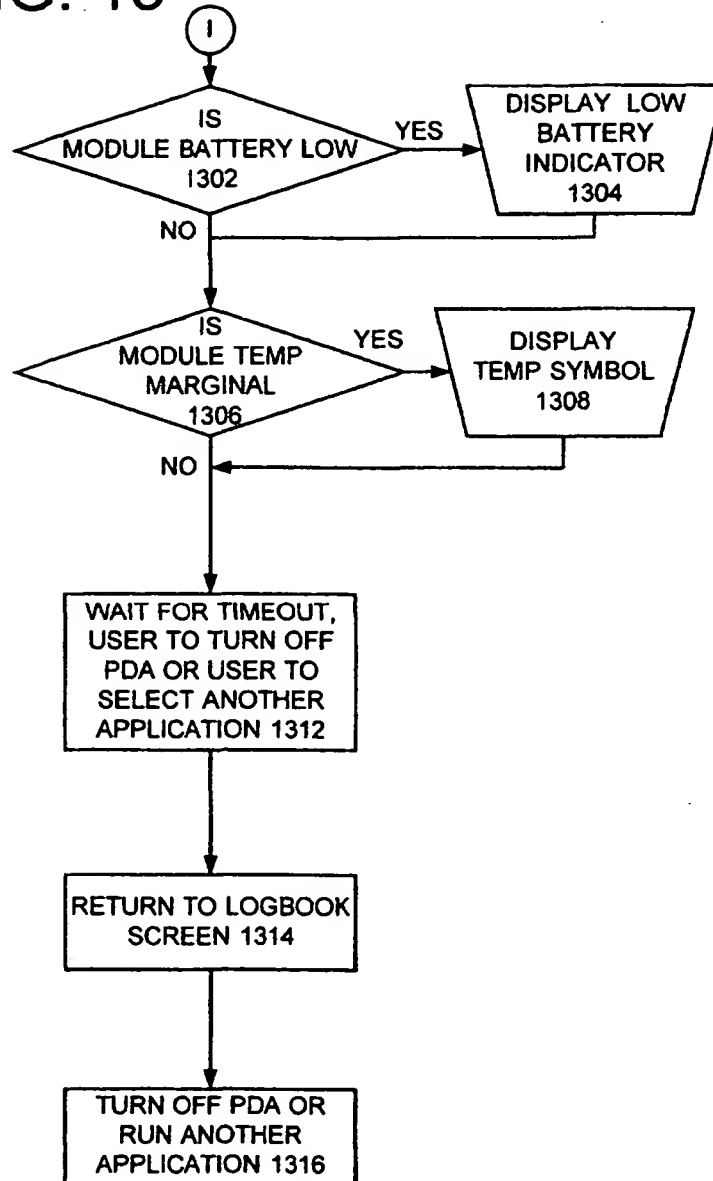 I
IS
MODULE BATTERY LOW
1302
YES
DISPLAY LOW
BATTERY
INDICATOR
1304
NO
IS
MODULE TEMP
MARGINAL
1306
YES
DISPLAY
TEMP SYMBOL
1308
NO
WAIT FOR TIMEOUT,
USER TO TURN OFF
PDA OR USER TO
SELECT ANOTHER
APPLICATION 1312
RETURN TO LOGBOOK
SCREEN 1314
TURN OFF PDA OR
RUN ANOTHER
APPLICATION 1316